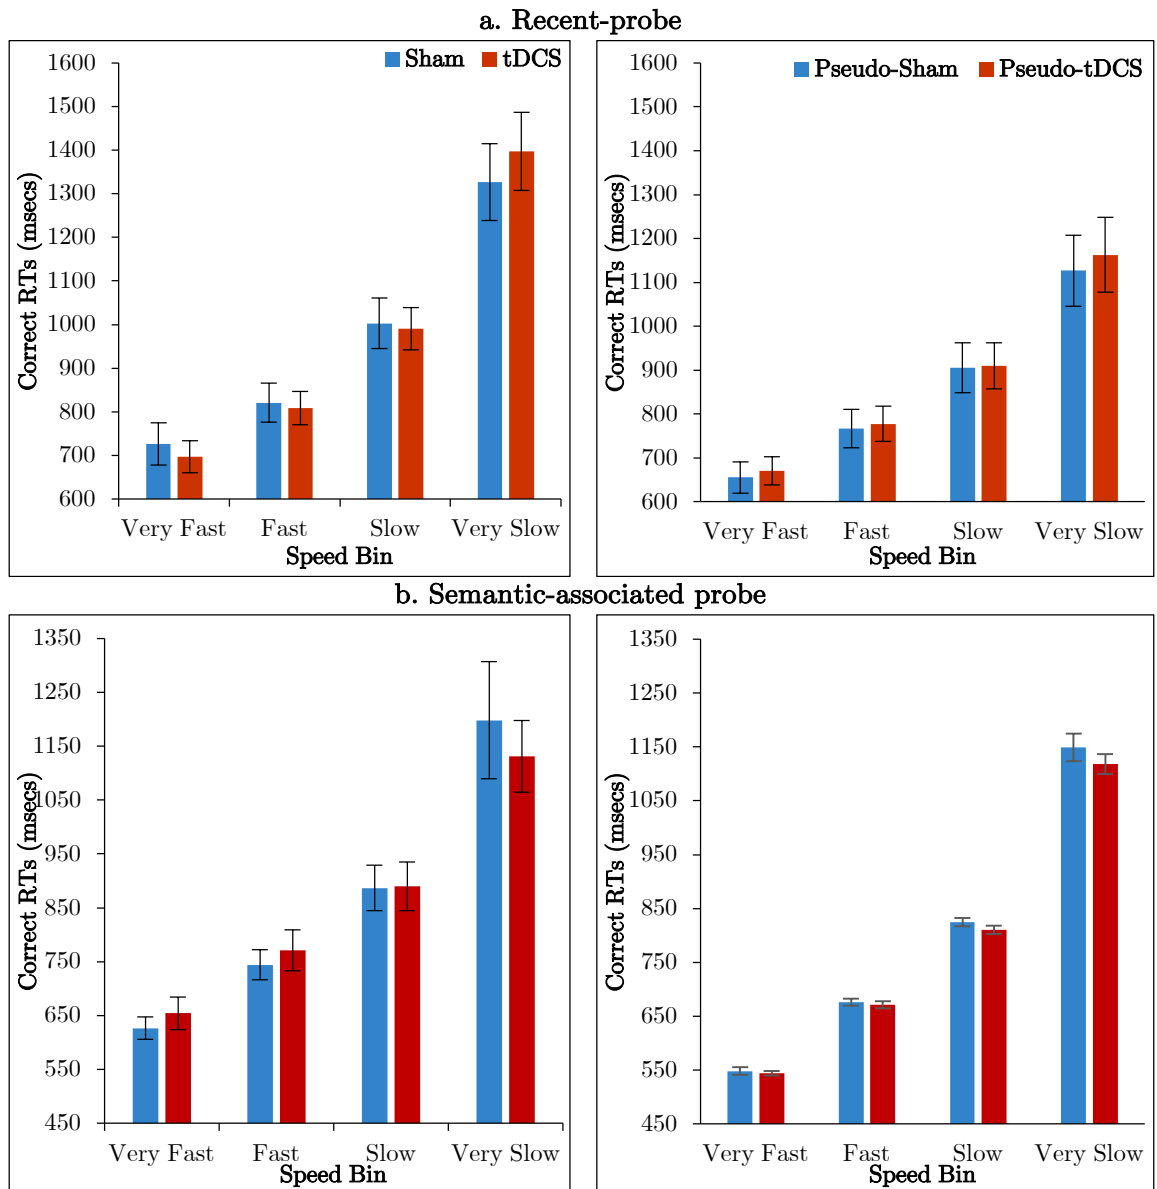 a. Recent-probe
Sham tDCS
1600
1500
1400
1300
1200
1100
1000
900
800
700
600
Correct RTs (msecs)
Very Fast Fast Slow Very Slow
Speed Bin
Pseudo-Sham Pseudo-tDCS
1600
1500
1400
1300
1200
1100
1000
900
800
700
600
Correct RTs (msecs)
Very Fast Fast Slow Very Slow
Speed Bin
b. Semantic-associated probe
1350
1250
1150
1050
950
850
750
650
550
450
Correct RTs (msecs)
Very Fast Fast Slow Very Slow
Speed Bin
1350
1250
1150
1050
950
850
750
650
550
450
Correct RTs (msecs)
Very Fast Fast Slow Very Slow
Speed Bin